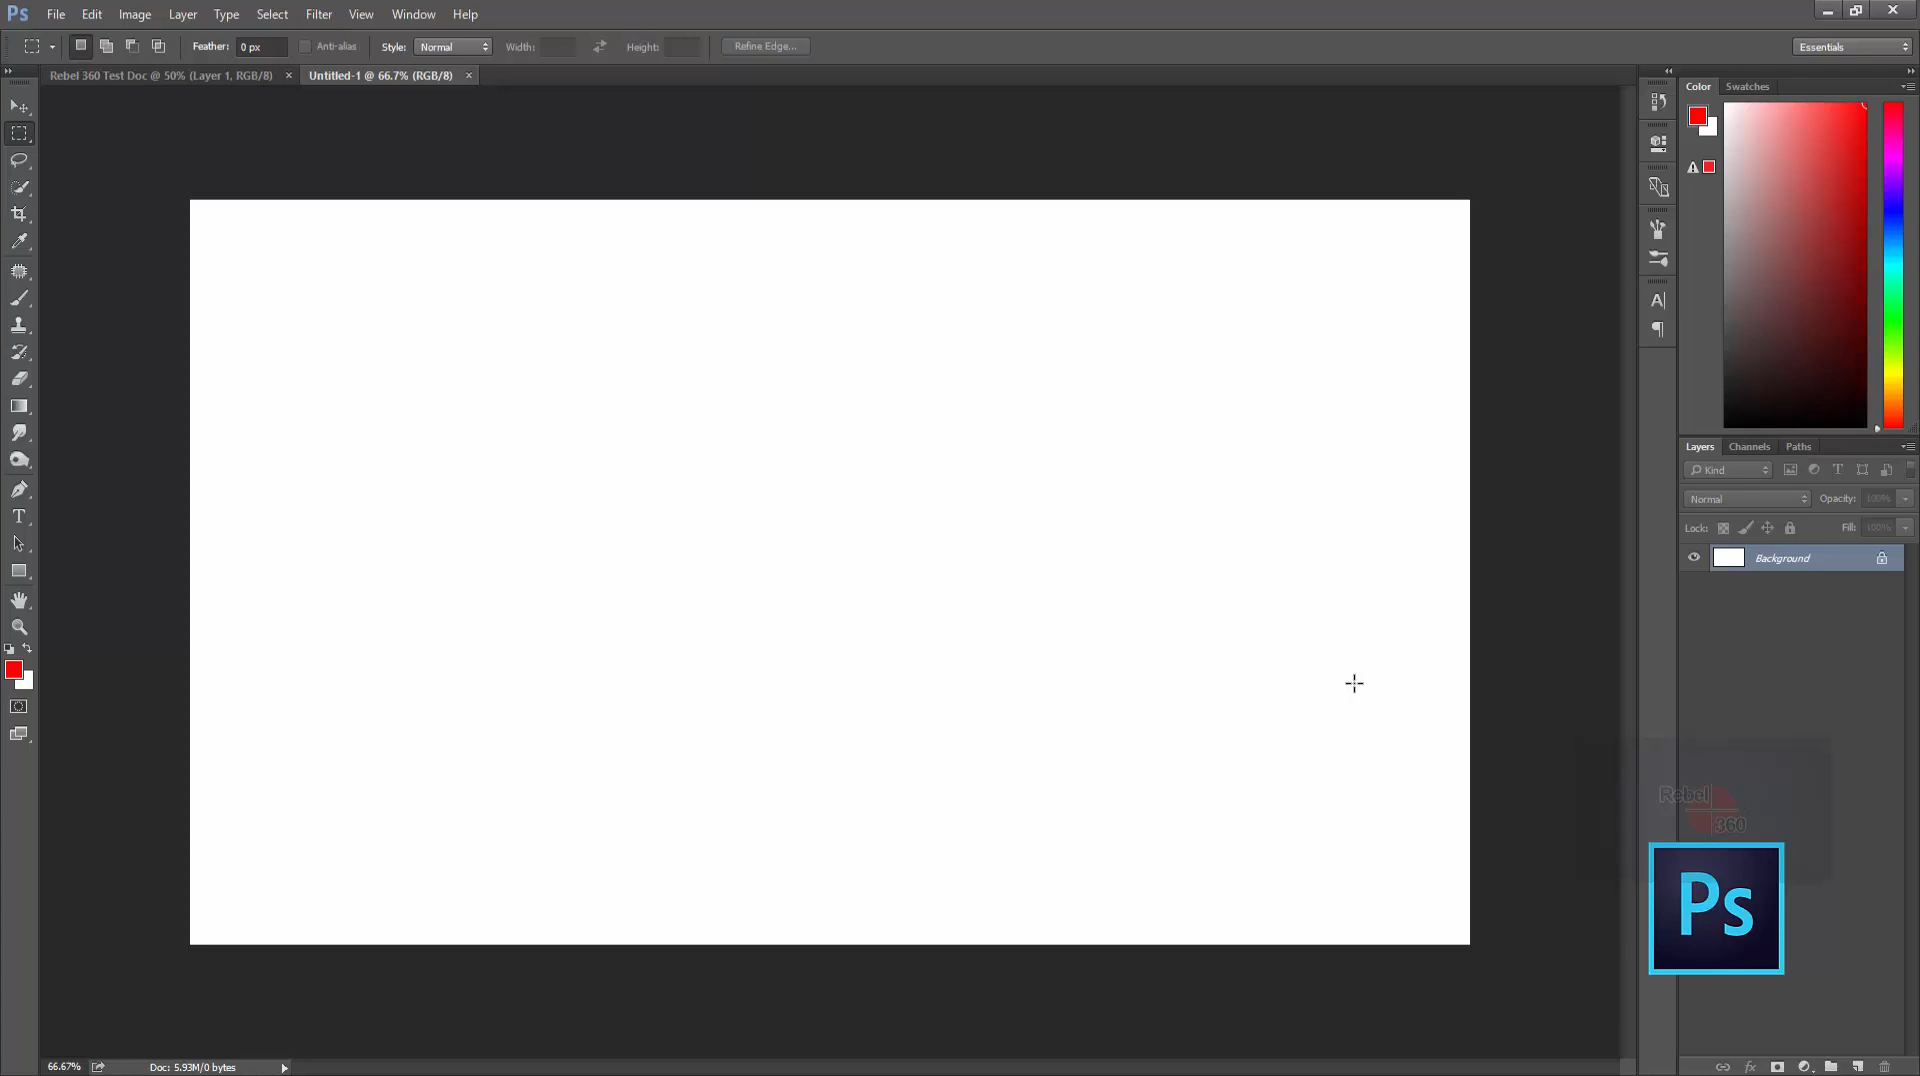 Ps File Edit Image Layer Type Select Filter View Window Help
Feather: 0 px Anti-alias Style: Normal Width: Height: Refine Edge... Essentials
Rebel 360 Test Doc @ 50% (Layer 1, RGB/8) × Untitled-1 @ 66.7% (RGB/8) ×
Color Swatches
Layers Channels Paths
Kind
Normal Opacity: 100%
Lock: Fill: 100%
Background
Rebel
360
Ps
66.67% Doc: 5.93M/0 bytes